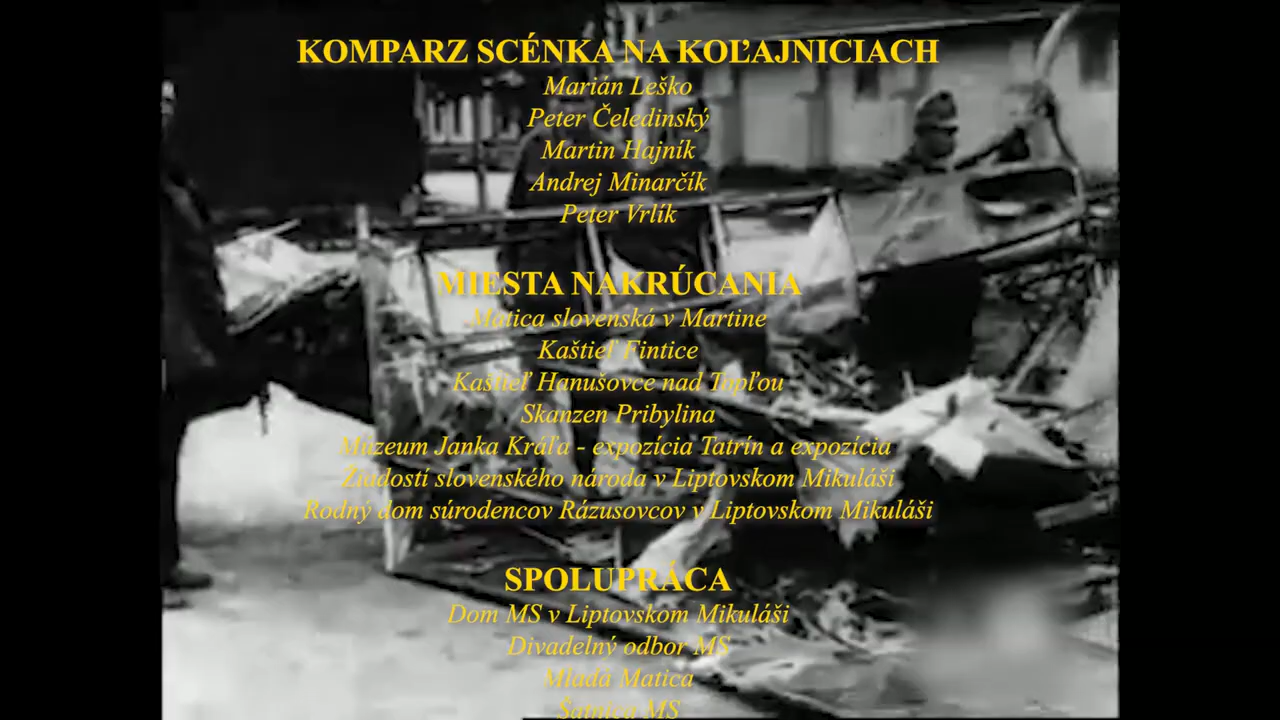 KOMPARZ SCÉNKA NA KOĽAJNICIACH
Marián Leško
Peter Čeledinský
Martin Hajník
Andrej Minarčík
Peter Vrlík
MIESTA NAKRÚCANIA
Matica slovenská v Martine
Kaštieľ Fintice
Kaštieľ Hanušovce nad Topľou
Skanzen Pribylina
Múzeum Janka Kráľa - expozícia Tatrín a expozícia
Žiadostí slovenského národa v Liptovskom Mikuláši
Rodný dom súrodencov Rázusovcov v Liptovskom Mikuláši
SPOLUPRÁCA
Dom MS v Liptovskom Mikuláši
Divadelný odbor MS
Mladá Matica
Šatnica MS